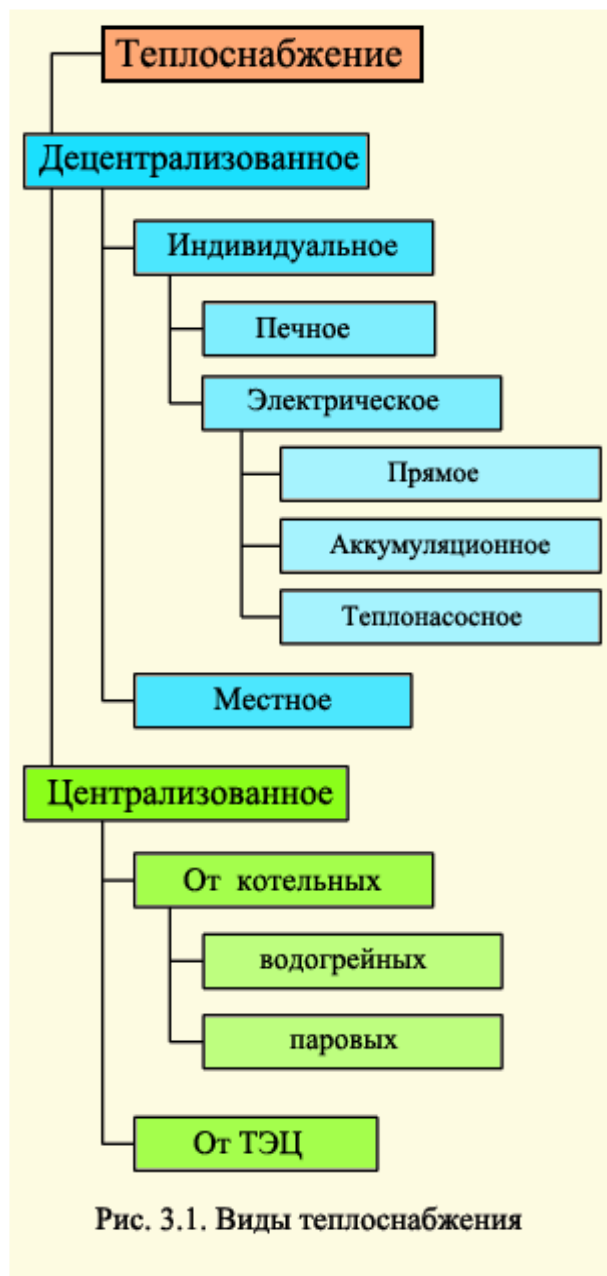 Теплоснабжение
Децентрализованное
Индивидуальное
Печное
Электрическое
Прямое
Аккумуляционное
Теплонасосное
Местное
Централизованное
От котельных
водогрейных
паровых
От ТЭЦ
Рис. 3.1. Виды теплоснабжения